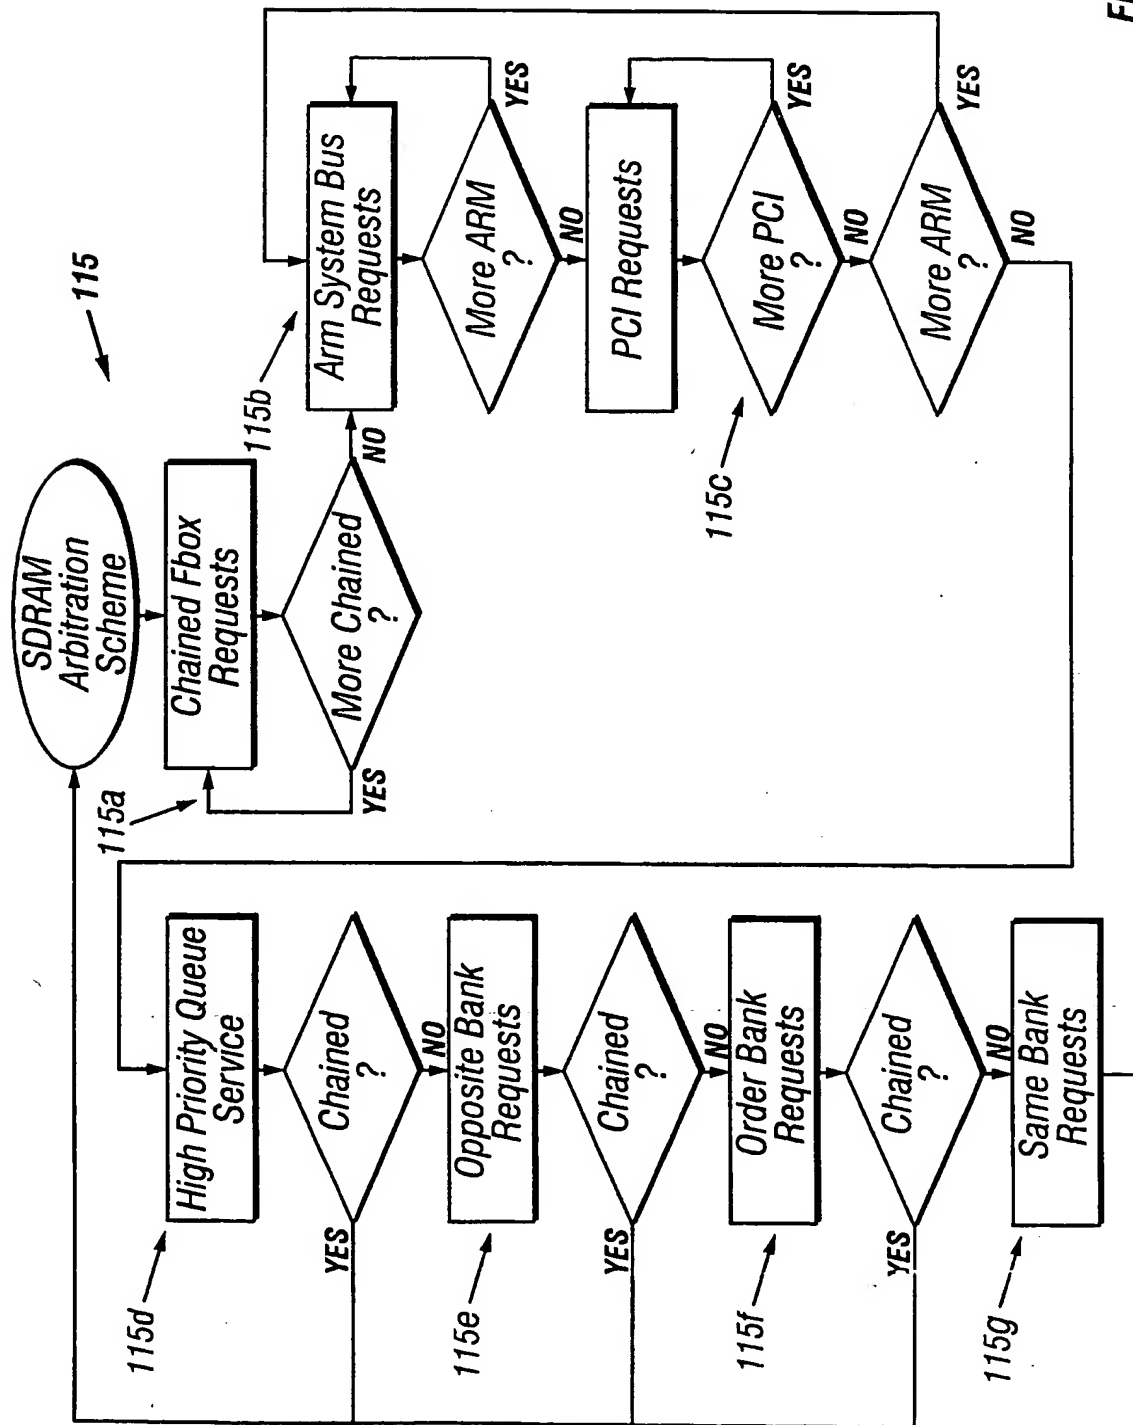 SDRAM
Arbitration
Scheme
115
Chained Fbox
Requests
115a
More Chained
?
YES
NO
115b
Arm System Bus
Requests
More ARM
?
YES
NO
PCI Requests
115c
More PCI
?
YES
NO
More ARM
?
YES
NO
115d
High Priority Queue
Service
Chained
?
YES
NO
115e
Opposite Bank
Requests
Chained
?
YES
NO
115f
Order Bank
Requests
Chained
?
YES
NO
115g
Same Bank
Requests